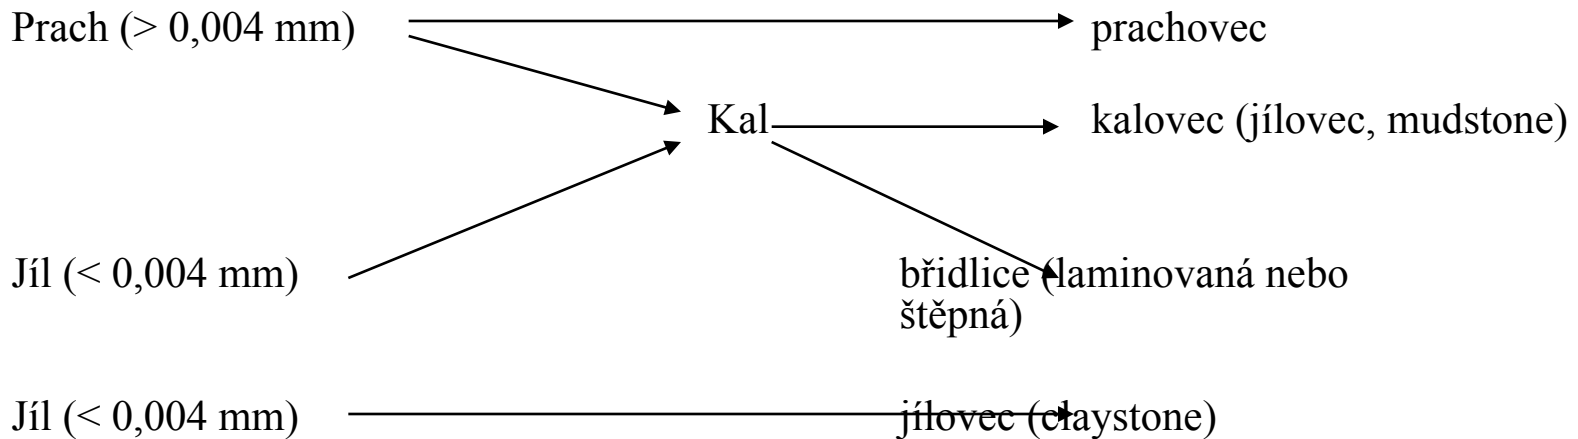 Prach (> 0,004 mm)
prachovec
Kal
kalovec (jílovec, mudstone)
Jíl (< 0,004 mm)
břidlice (laminovaná nebo
štěpná)
Jíl (< 0,004 mm)
jílovec (claystone)